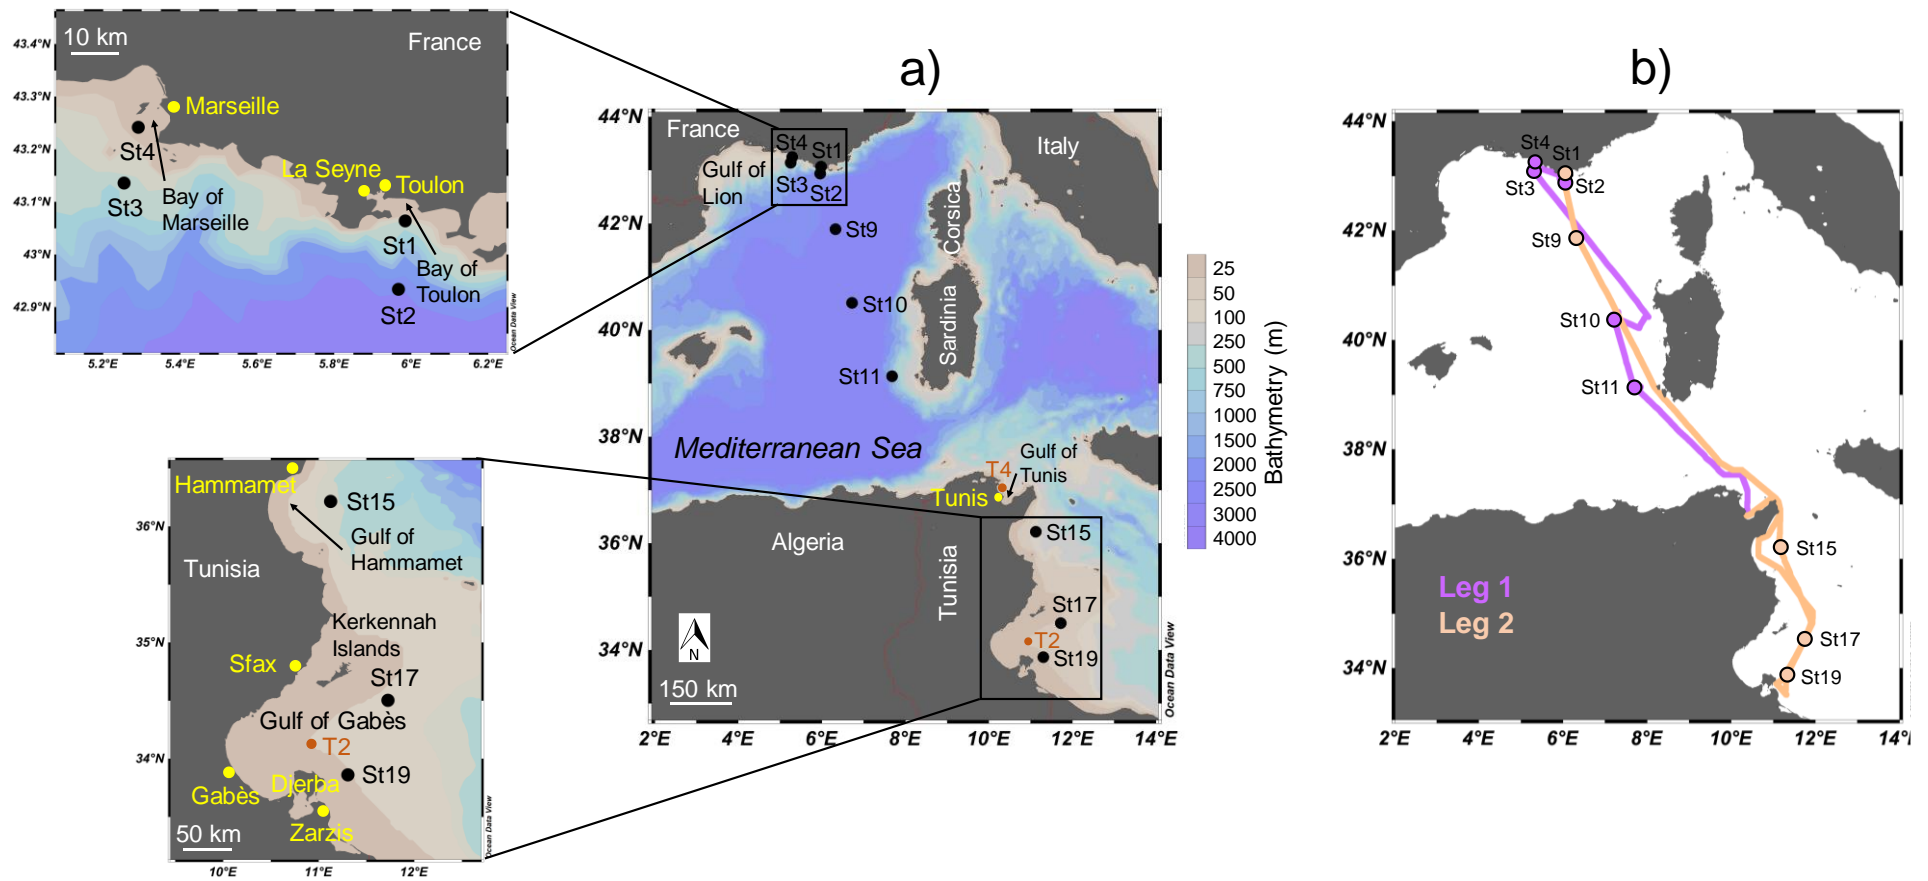 10 km
France
43.4°N
43.3°N
43.2°N
43.1°N
43°N
42.9°N
Marseille
St4
La Seyne
Toulon
St3
Bay of
Marseille
St1
Bay of
Toulon
St2
Ocean Data View
5.2°E
5.4°E
5.6°E
5.8°E
6°E
6.2°E
Hammamet
St15
36°N
Gulf of
Hammamet
Tunisia
Kerkennah
Islands
35°N
Sfax
St17
Gulf of Gabès
T2
34°N
St19
Djerba
Gabès
Zarzis
50 km
Ocean Data View
10°E
11°E
12°E
a)
44°N
42°N
40°N
38°N
36°N
34°N
France
Italy
St4
St1
Gulf of
Lion
St3
St2
Corsica
St9
St10
Sardinia
St11
Mediterranean Sea
Gulf of
Tunis
T4
Tunis
Algeria
Tunisia
St15
St17
T2
St19
N
150 km
Ocean Data View
2°E
4°E
6°E
8°E
10°E
12°E
14°E
25
50
100
250
500
750
1000
1500
2000
2500
3000
4000
Bathymetry (m)
b)
44°N
42°N
40°N
38°N
36°N
34°N
St4
St1
St3
St2
St9
St10
St11
St15
St17
St19
Leg 1
Leg 2
2°E
4°E
6°E
8°E
10°E
12°E
14°